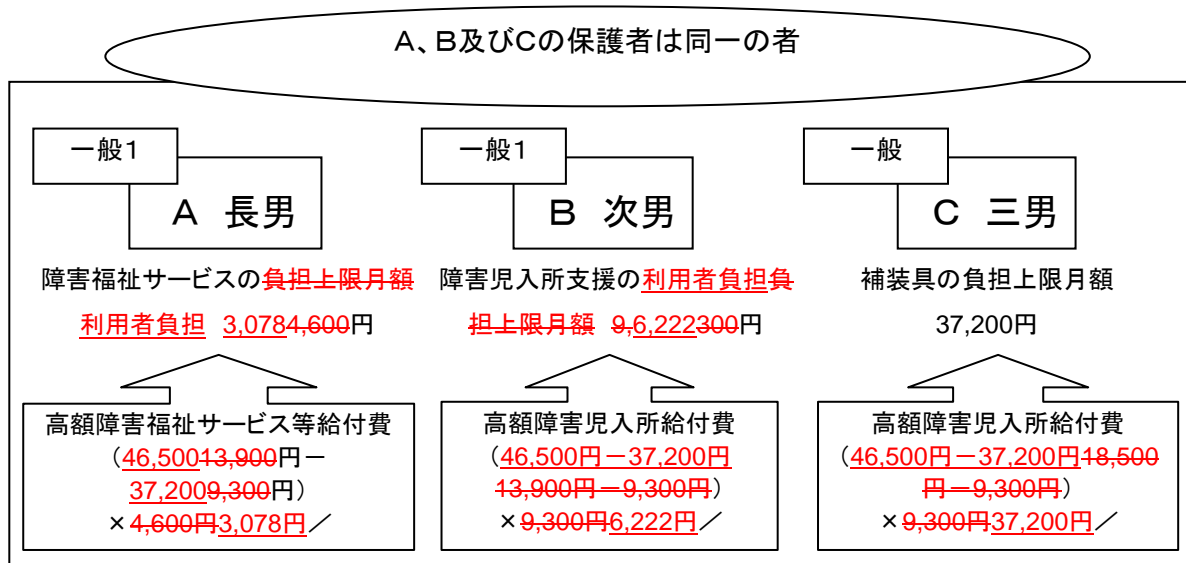 A、B及びCの保護者は同一の者
一般1
A 長男
一般1
B 次男
一般
C 三男
障害福祉サービスの負担上限月額
利用者負担 3,0784,600円
障害児入所支援の利用者負担負
担上限月額 9,6,222300円
補装具の負担上限月額
37,200円
高額障害福祉サービス等給付費
（46,50013,900円－
37,2009,300円）
×4,600円3,078円／
高額障害児入所給付費
（46,500円－37,200円
13,900円－9,300円）
×9,300円6,222円／
高額障害児入所給付費
（46,500円－37,200円18,500
円－9,300円）
×9,300円37,200円／